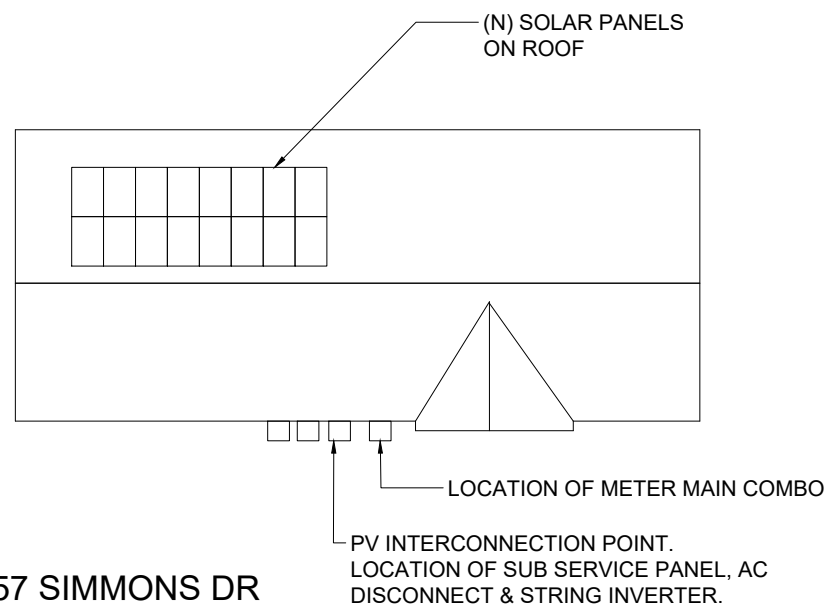 (N) SOLAR PANELS
ON ROOF
LOCATION OF METER MAIN COMBO
PV INTERCONNECTION POINT.
LOCATION OF SUB SERVICE PANEL, AC
DISCONNECT & STRING INVERTER.
57 SIMMONS DR